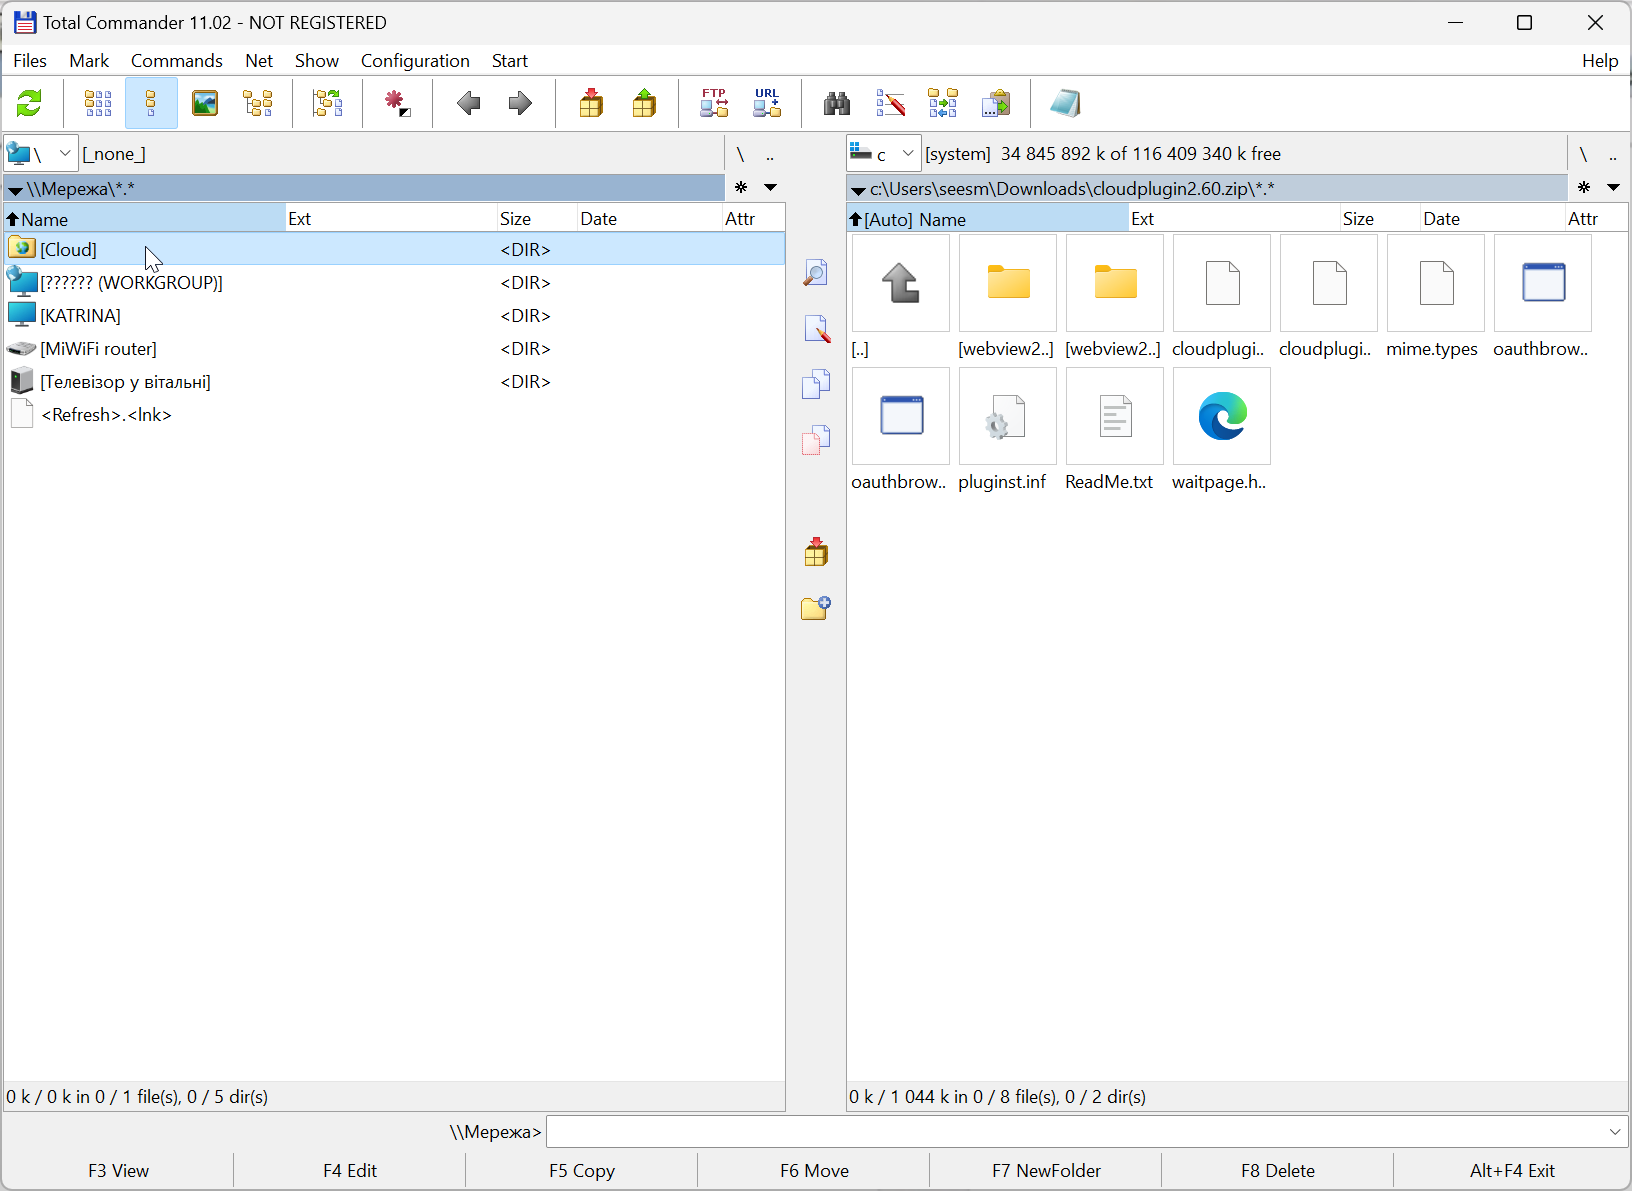 Total Commander 11.02 - NOT REGISTERED
Files Mark Commands Net Show Configuration Start Help
FTP URL
\ [_none_] \ ..
c [system] 34 845 892 k of 116 409 340 k free \ ..
\\Мережа\*.* * 
c:\Users\seesm\Downloads\cloudplugin2.60.zip\*.* *
Name Ext Size Date Attr
[Cloud] <DIR>
[?????? (WORKGROUP)] <DIR>
[KATRINA] <DIR>
[MiWiFi router] <DIR>
[Телевізор у вітальні] <DIR>
<Refresh>.<lnk>
[Auto] Name Ext Size Date Attr
[..] [webview2..] [webview2..] cloudplugi.. cloudplugi.. mime.types oauthbrow..
oauthbrow.. pluginst.inf ReadMe.txt waitpage.h..
0 k / 0 k in 0 / 1 file(s), 0 / 5 dir(s)
0 k / 1 044 k in 0 / 8 file(s), 0 / 2 dir(s)
\\Мережа>
F3 View F4 Edit F5 Copy F6 Move F7 NewFolder F8 Delete Alt+F4 Exit